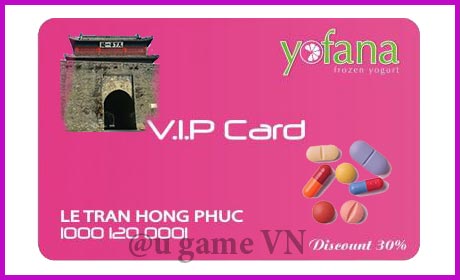 yofana
frozen yogurt
V.I.P Card
LE TRAN HONG PHUC
1000 120 0001
@u game VN
Discount 30%